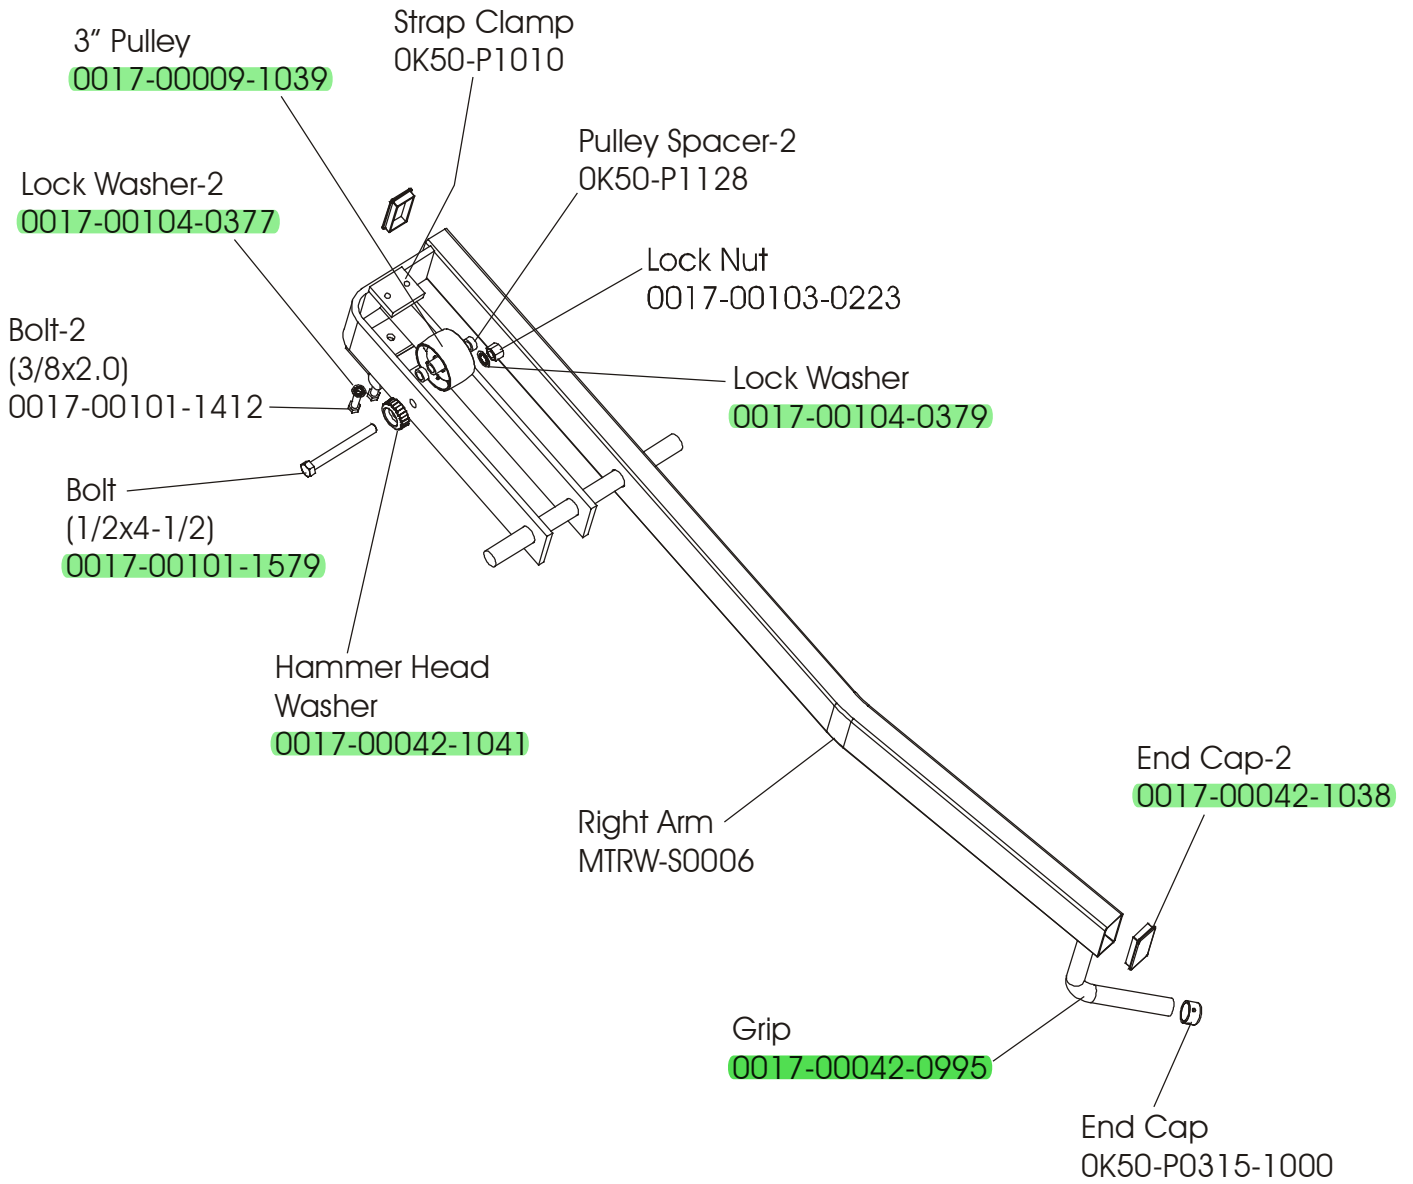 3” Pulley
0017-00009-1039
Strap Clamp
0K50-P1010
Pulley Spacer-2
0K50-P1128
Lock Washer-2
0017-00104-0377
Lock Nut
0017-00103-0223
Bolt-2
(3/8x2.0)
0017-00101-1412
Lock Washer
0017-00104-0379
Bolt
(1/2x4-1/2)
0017-00101-1579
Hammer Head
Washer
0017-00042-1041
Right Arm
MTRW-S0006
End Cap-2
0017-00042-1038
Grip
0017-00042-0995
End Cap
0K50-P0315-1000